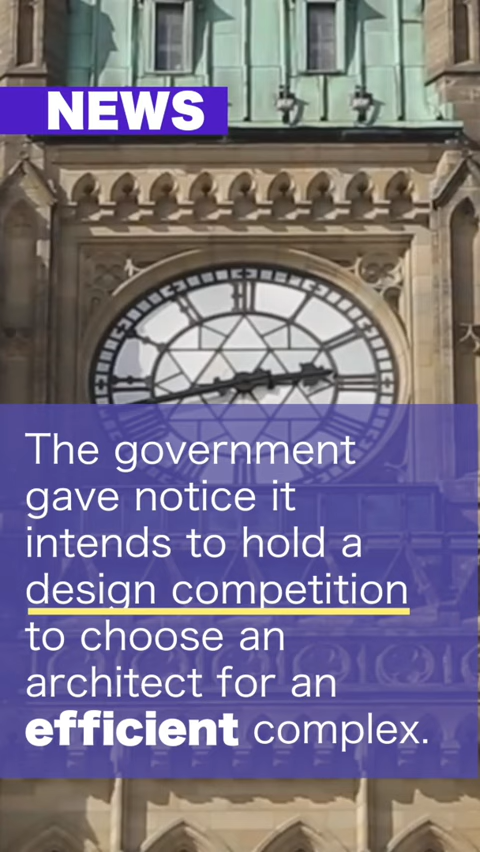 NEWS
The government
gave notice it
intends to hold a
design competition
to choose an
architect for an
efficient complex.